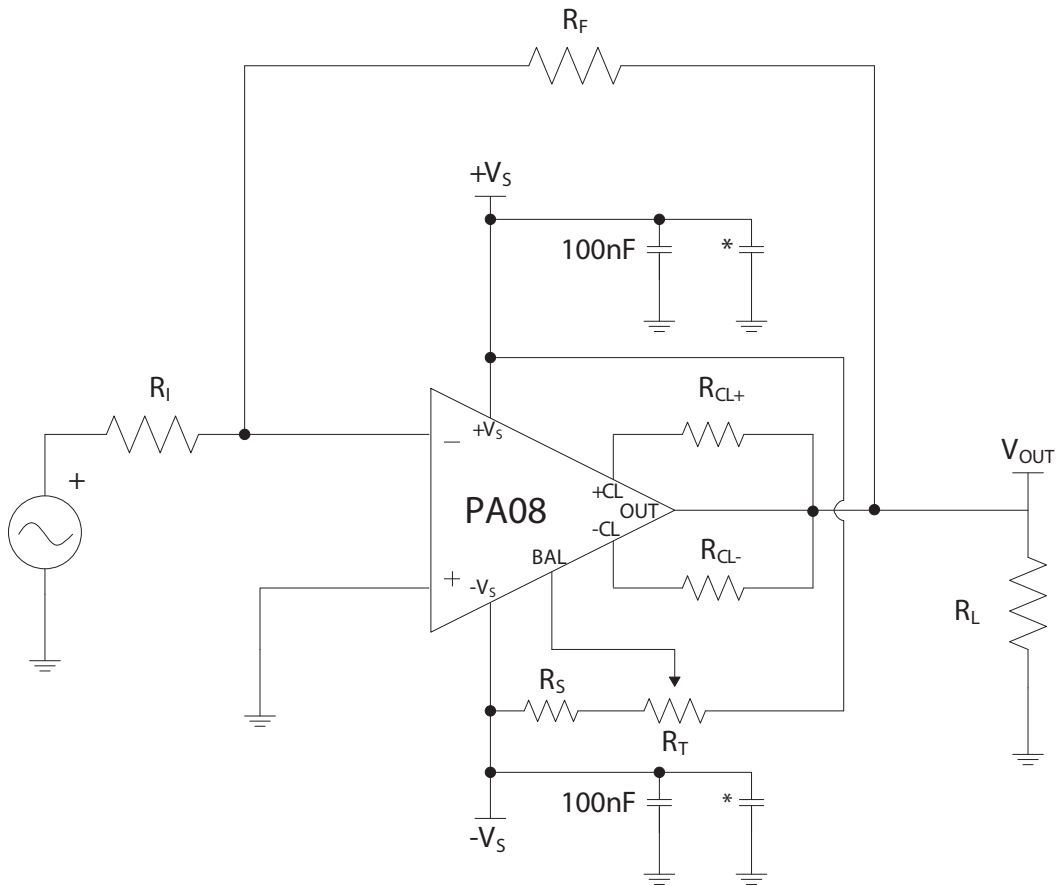 R_F
+V_S
100nF
*
R_I
R_CL+
+
−
+V_S
+CL
V_OUT
PA08
OUT
-CL
BAL
R_CL-
+
-V_S
R_L
R_S
R_T
100nF
*
-V_S